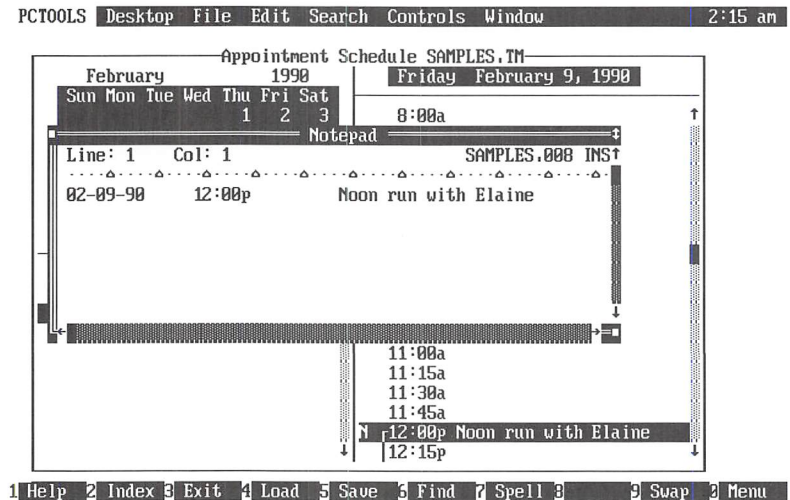 PCTOOLS Desktop File Edit Search Controls Window 2:15 am
Appointment Schedule SAMPLES.TM
February 1990 Friday February 9, 1990
Sun Mon Tue Wed Thu Fri Sat
1 2 3 8:00a
Notepad
Line: 1 Col: 1 SAMPLES.008 INS
02-09-90 12:00p Noon run with Elaine
11:00a
11:15a
11:30a
11:45a
N 12:00p Noon run with Elaine
12:15p
1 Help 2 Index 3 Exit 4 Load 5 Save 6 Find 7 Spell 8 9 Swap 0 Menu